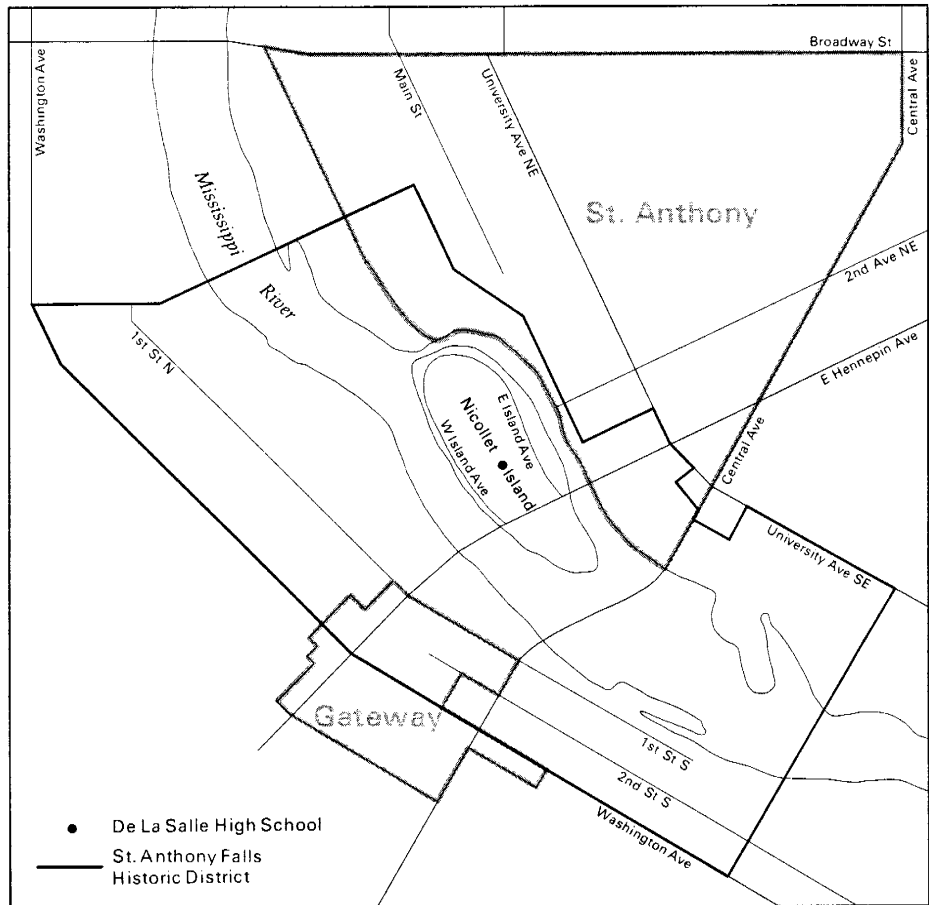 Broadway St
Washington Ave
Main St
University Ave NE
Central Ave
Mississippi
River
St. Anthony
2nd Ave NE
E Hennepin Ave
1st St N
Nicollet Island
E Island Ave
W Island Ave
Central Ave
University Ave SE
Gateway
1st St S
2nd St S
Washington Ave
De La Salle High School
St. Anthony Falls
Historic District